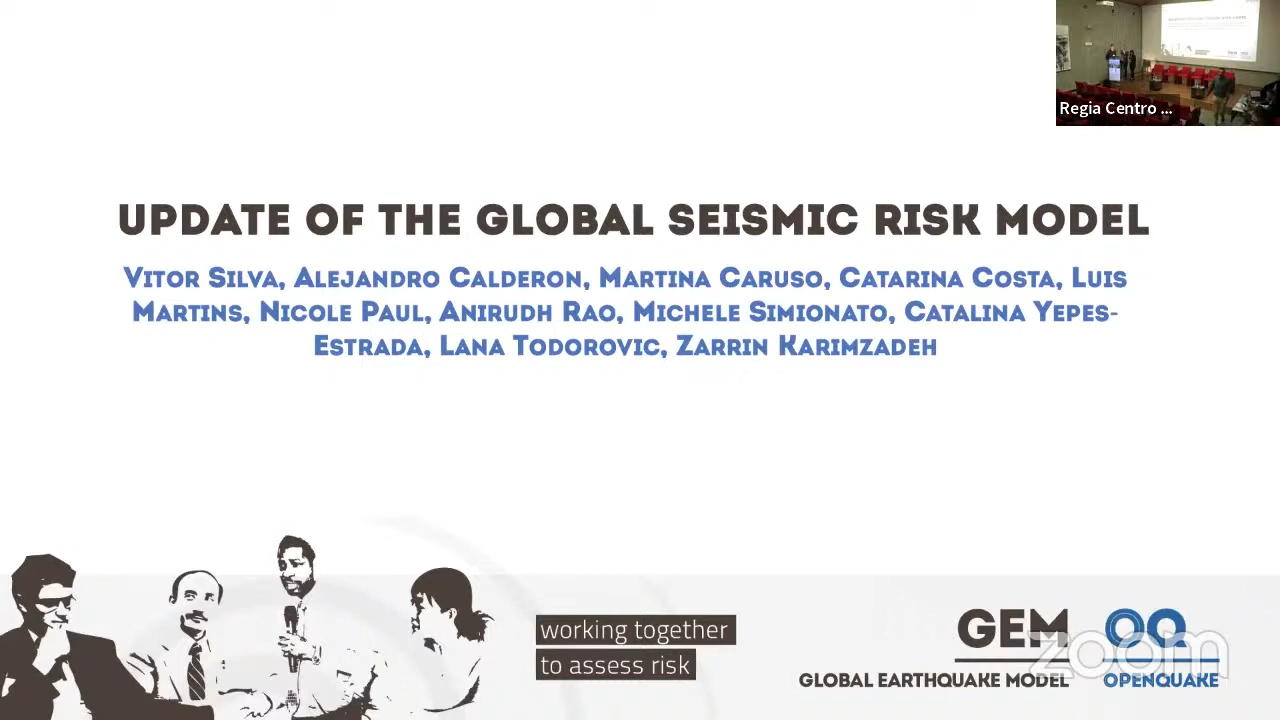 Regia Centro ...
UPDATE OF THE GLOBAL SEISMIC RISK MODEL
VITOR SILVA, ALEJANDRO CALDERON, MARTINA CARUSO, CATARINA COSTA, LUIS
MARTINS, NICOLE PAUL, ANIRUDH RAO, MICHELE SIMIONATO, CATALINA YEPES-
ESTRADA, LANA TODOROVIC, ZARRIN KARIMZADEH
working together
to assess risk
GEM OQ
zoom
GLOBAL EARTHQUAKE MODEL OPENQUAKE